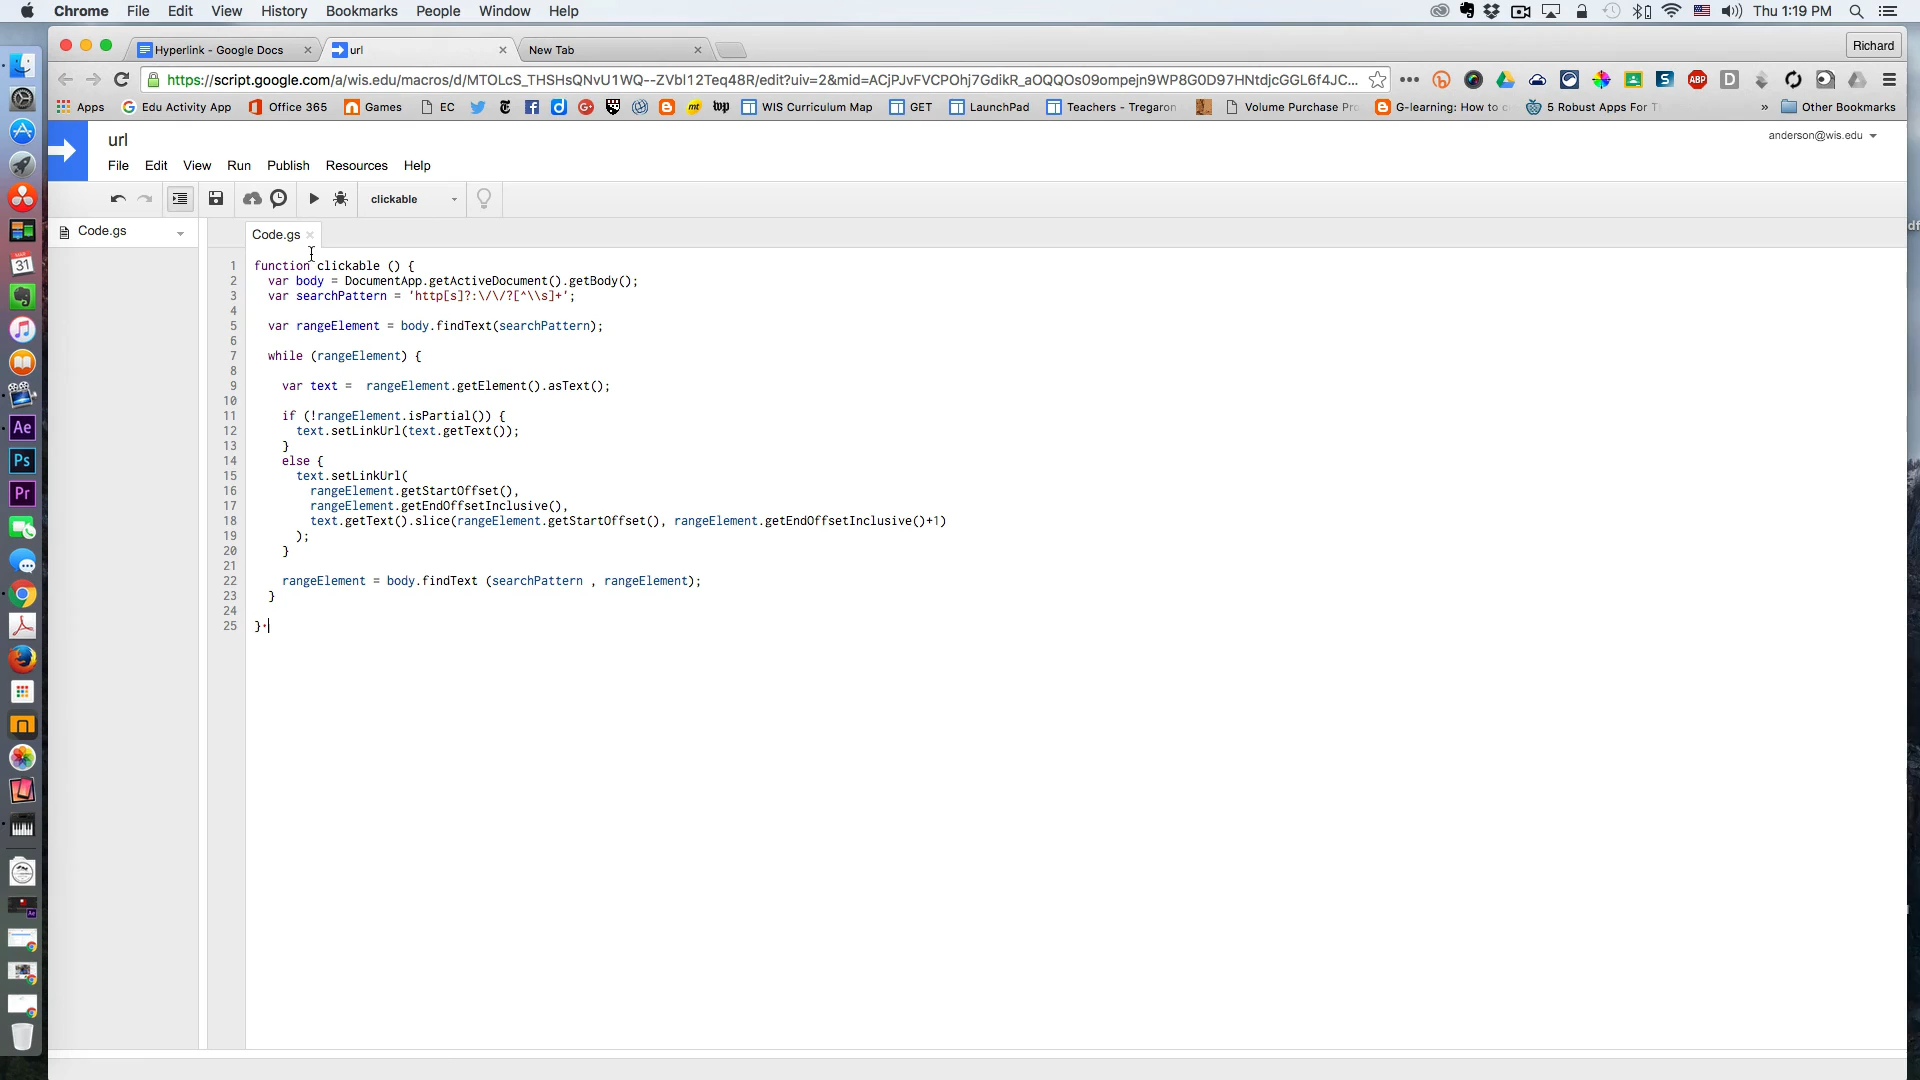 Chrome File Edit View History Bookmarks People Window Help Thu 1:19 PM
Hyperlink - Google Docs url New Tab Richard
https://script.google.com/a/wis.edu/macros/d/MTOLcS_THSHsQNvU1WQ--ZVbl12Teq48R/edit?uiv=2&mid=ACjPJvFVCPOhj7GdikR_aOQQOs09ompejn9WP8G0D97HNtdjcGGL6f4JC...
Apps Edu Activity App Office 365 Games EC WIS Curriculum Map GET LaunchPad Teachers - Tregaron Volume Purchase Pro G-learning: How to c 5 Robust Apps For T » Other Bookmarks
url
anderson@wis.edu
File Edit View Run Publish Resources Help
clickable
Code.gs
Code.gs
1 function clickable () {
2 var body = DocumentApp.getActiveDocument().getBody();
3 var searchPattern = 'http[s]?:\/\/?[^\\s]+';
4
5 var rangeElement = body.findText(searchPattern);
6
7 while (rangeElement) {
8
9 var text =  rangeElement.getElement().asText();
10
11 if (!rangeElement.isPartial()) {
12 text.setLinkUrl(text.getText());
13 }
14 else {
15 text.setLinkUrl(
16 rangeElement.getStartOffset(),
17 rangeElement.getEndOffsetInclusive(),
18 text.getText().slice(rangeElement.getStartOffset(), rangeElement.getEndOffsetInclusive()+1)
19 );
20 }
21
22 rangeElement = body.findText (searchPattern , rangeElement);
23 }
24
25 }
MAR
31
Ae
Ps
Pr